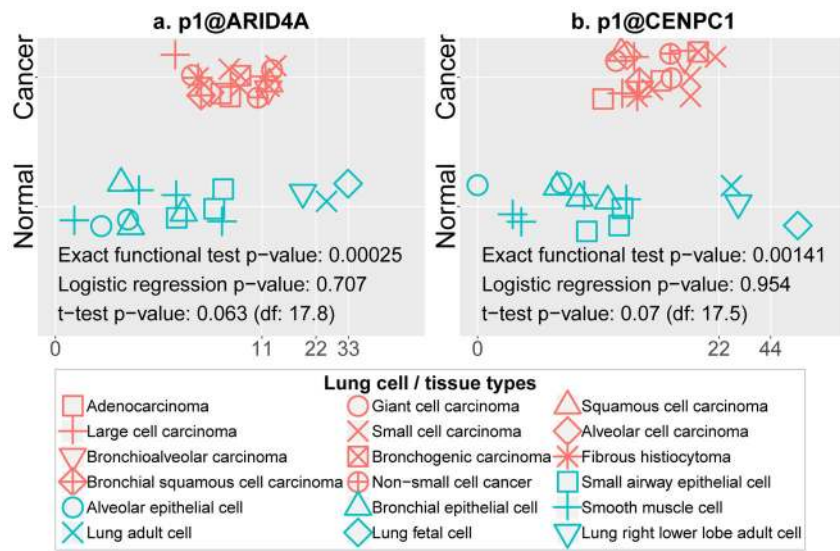 a. p1@ARID4A
b. p1@CENPC1
Cancer
Normal
Exact functional test p-value: 0.00025
Logistic regression p-value: 0.707
t-test p-value: 0.063 (df: 17.8)
0 11 22 33
Cancer
Normal
Exact functional test p-value: 0.00141
Logistic regression p-value: 0.954
t-test p-value: 0.07 (df: 17.5)
0 22 44
Lung cell / tissue types
Adenocarcinoma Giant cell carcinoma Squamous cell carcinoma
Large cell carcinoma Small cell carcinoma Alveolar cell carcinoma
Bronchioalveolar carcinoma Bronchogenic carcinoma Fibrous histiocytoma
Bronchial squamous cell carcinoma Non-small cell cancer Small airway epithelial cell
Alveolar epithelial cell Bronchial epithelial cell Smooth muscle cell
Lung adult cell Lung fetal cell Lung right lower lobe adult cell